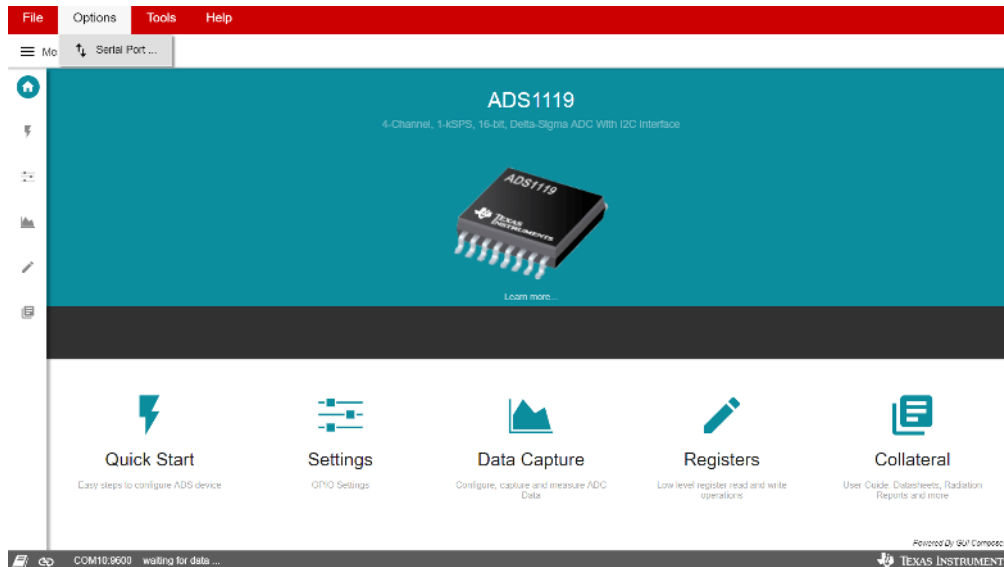 File Options Tools Help
Serial Port ...
ADS1119
4-Channel, 1-kSPS, 16-bit, Delta-Sigma ADC With I2C Interface
ADS1119
TEXAS
INSTRUMENTS
Learn more...
Quick Start
Easy steps to configure ADS device
Settings
GPIO Settings
Data Capture
Configure, capture and measure ADC
Data
Registers
Low level register read and write
operations
Collateral
User Guide, Datasheets, Radiation
Reports and more
Powered By GUI Compose
COM10:9600 waiting for data ...
TEXAS INSTRUMENT